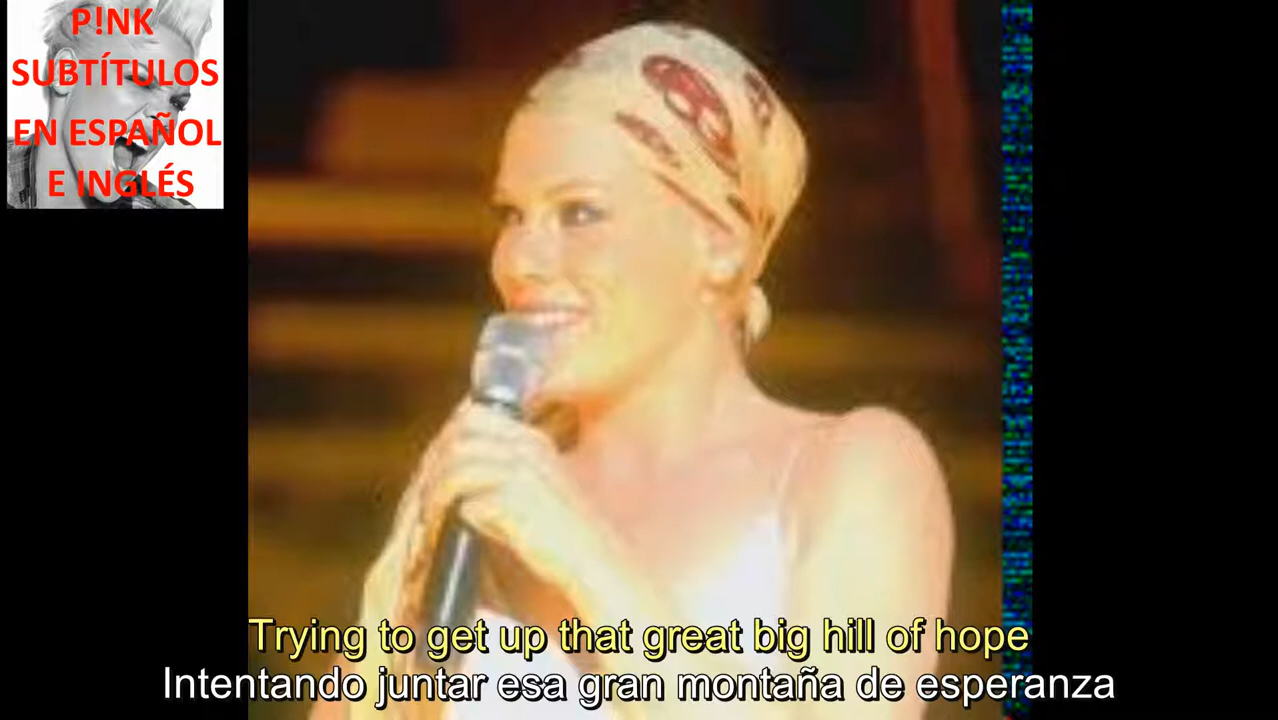 P!NK
SUBTÍTULOS
EN ESPAÑOL
E INGLÉS
Trying to get up that great big hill of hope
Intentando juntar esa gran montaña de esperanza